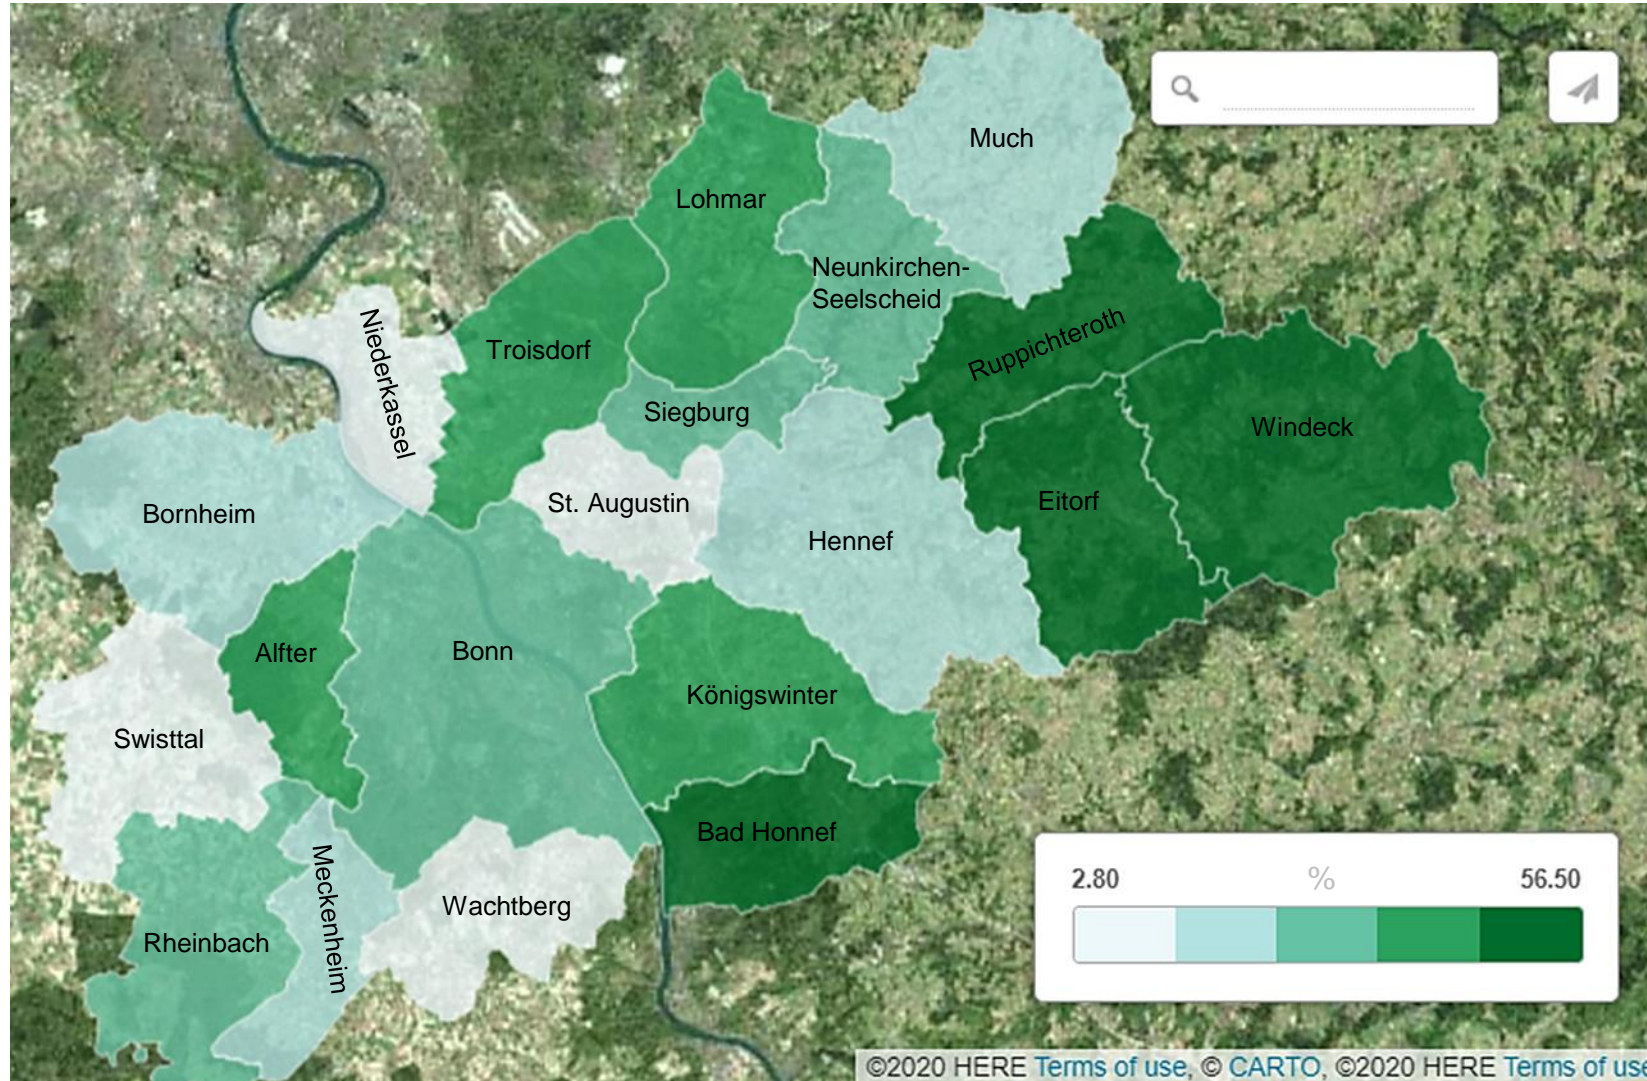 Much
Lohmar
Neunkirchen-
Seelscheid
Niederkassel
Troisdorf
Ruppichteroth
Siegburg
Windeck
Bornheim
St. Augustin
Eitorf
Hennef
Alfter
Bonn
Königswinter
Swisttal
Bad Honnef
Meckenheim
Wachtberg
Rheinbach
2.80 % 56.50
©2020 HERE Terms of use, © CARTO, ©2020 HERE Terms of use